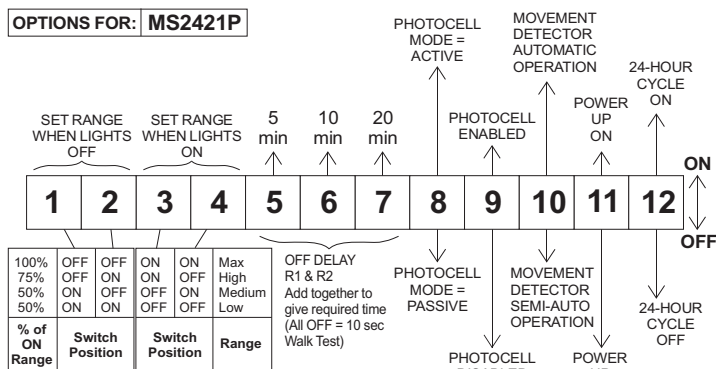 OPTIONS FOR: MS2421P
PHOTOCELL
MODE =
ACTIVE
MOVEMENT
DETECTOR
AUTOMATIC
OPERATION
24-HOUR
CYCLE
ON
SET RANGE
WHEN LIGHTS
OFF
SET RANGE
WHEN LIGHTS
ON
5
min
10
min
20
min
PHOTOCELL
ENABLED
POWER
UP
ON
ON
1 2 3 4 5 6 7 8 9 10 11 12
OFF
100% OFF OFF ON ON Max
75% OFF ON ON OFF High
50% ON OFF OFF ON Medium
50% ON ON OFF OFF Low
% of
ON
Range
Switch
Position
Switch
Position
Range
OFF DELAY
R1 & R2
Add together to
give required time
(All OFF = 10 sec
Walk Test)
PHOTOCELL
MODE =
PASSIVE
MOVEMENT
DETECTOR
SEMI-AUTO
OPERATION
24-HOUR
CYCLE
OFF
PHOTOCELL
POWER